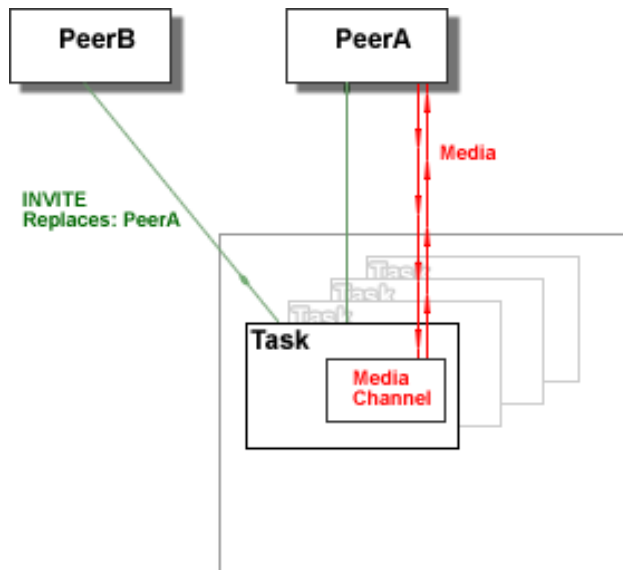 PeerB
PeerA
Media
INVITE
Replaces: PeerA
Task
Task
Task
Task
Media
Channel